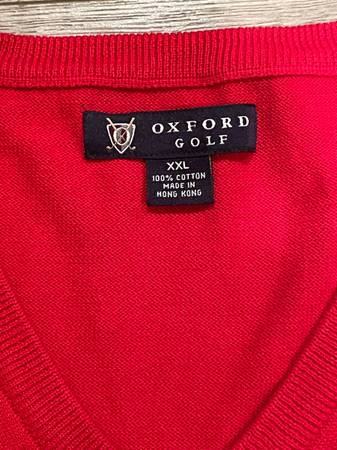 OXFORD
GOLF
XXL
100% COTTON
MADE IN
HONG KONG